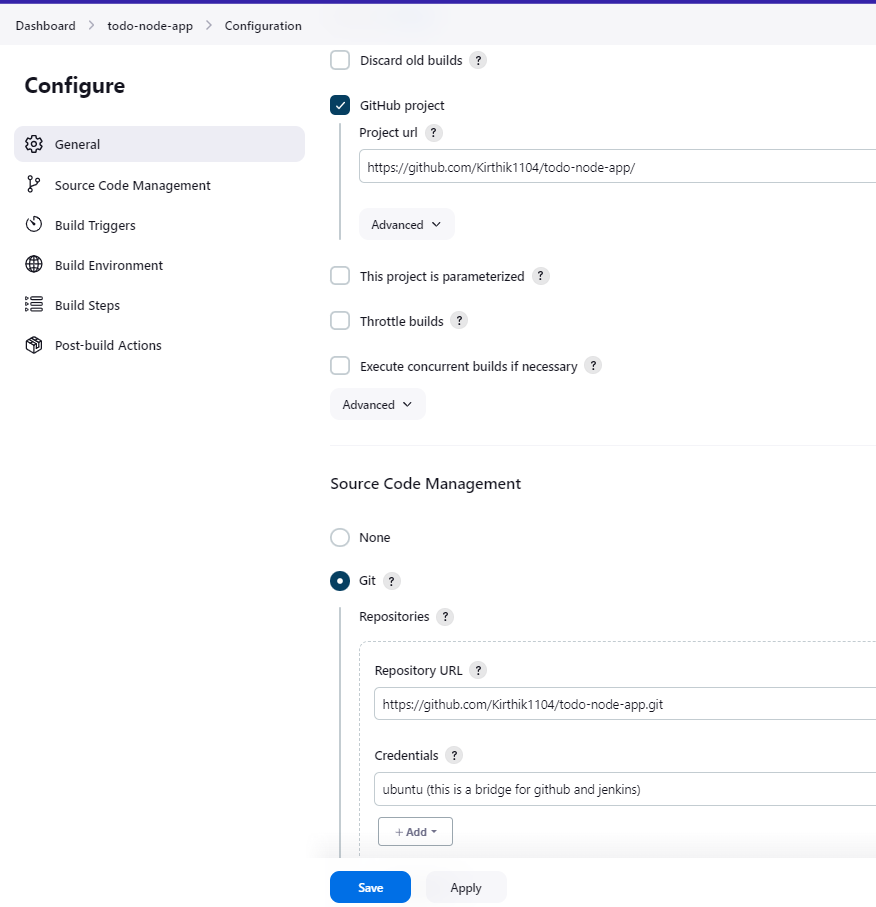 Dashboard > todo-node-app > Configuration
Configure
General
Source Code Management
Build Triggers
Build Environment
Build Steps
Post-build Actions
Discard old builds ?
GitHub project
Project url ?
https://github.com/Kirthik1104/todo-node-app/
Advanced
This project is parameterized ?
Throttle builds ?
Execute concurrent builds if necessary ?
Advanced
Source Code Management
None
Git ?
Repositories ?
Repository URL ?
https://github.com/Kirthik1104/todo-node-app.git
Credentials ?
ubuntu (this is a bridge for github and jenkins)
+ Add
Save Apply